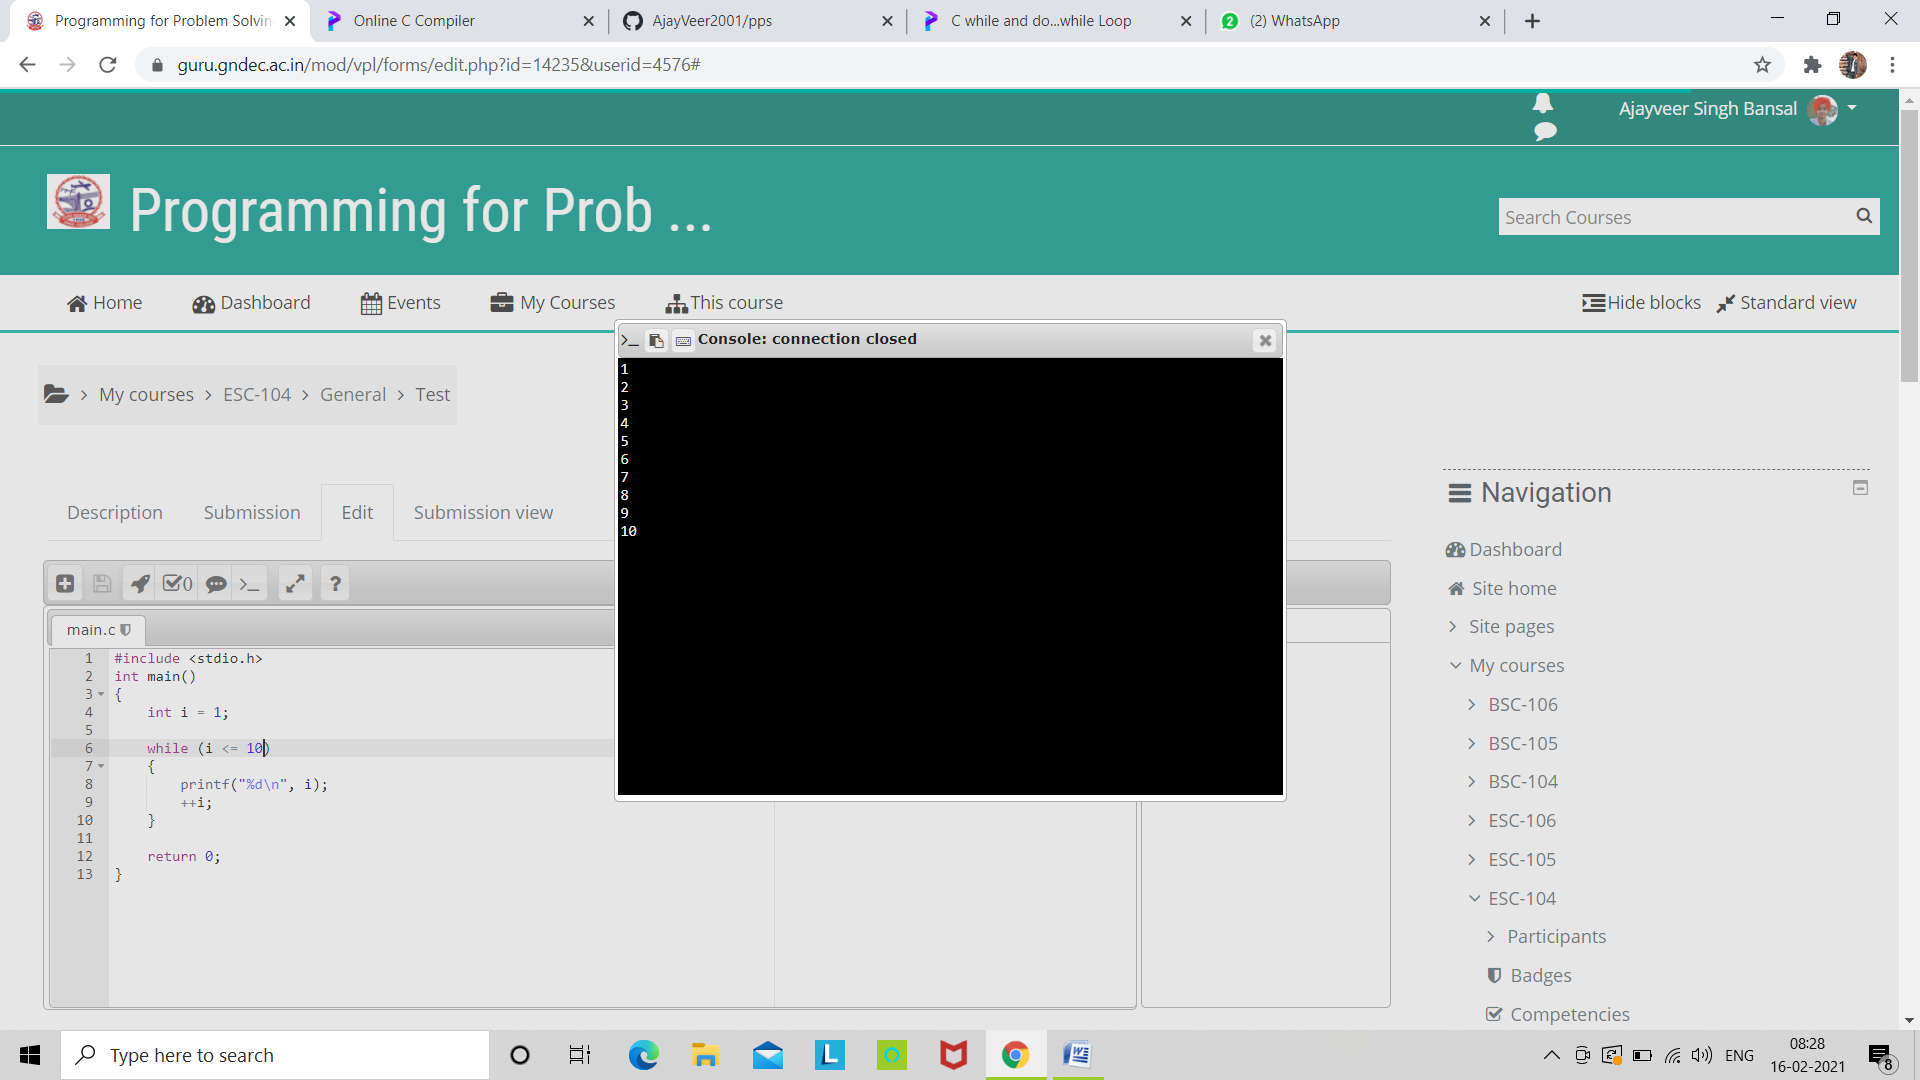 Programming for Problem Solvin
Online C Compiler
AjayVeer2001/pps
C while and do...while Loop
2
(2) WhatsApp
guru.gndec.ac.in/mod/vpl/forms/edit.php?id=14235&userid=4576#
Ajayveer Singh Bansal
Programming for Prob ...
Search Courses
Home
Dashboard
Events
My Courses
This course
Hide blocks
Standard view
My courses
ESC-104
General
Test
Description
Submission
Edit
Submission view
0
?
main.c
1 #include <stdio.h>
2 int main()
3 {
4 int i = 1;
5
6 while (i <= 10)
7 {
8 printf("%d\n", i);
9 ++i;
10 }
11
12 return 0;
13 }
>_ Console: connection closed
1
2
3
4
5
6
7
8
9
10
Navigation
Dashboard
Site home
Site pages
My courses
BSC-106
BSC-105
BSC-104
ESC-106
ESC-105
ESC-104
Participants
Badges
Competencies
Type here to search
L
W
ENG
08:28
16-02-2021
8